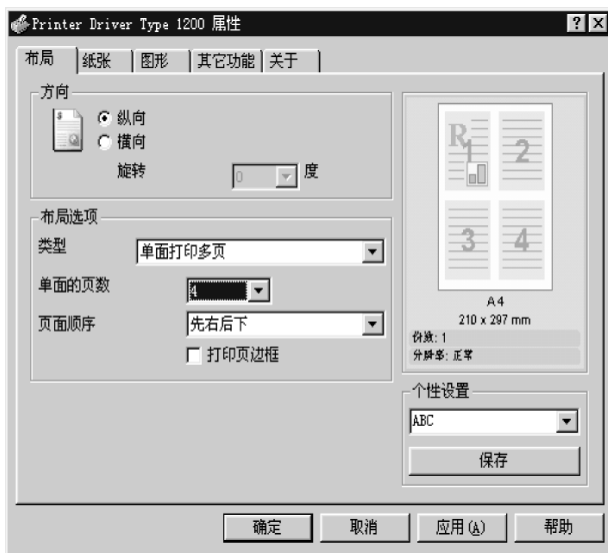 Printer Driver Type 1200 属性
布局 纸张 图形 其它功能 关于
方向
纵向
横向
旋转 0 度
布局选项
类型 单面打印多页
单面的页数 4
页面顺序 先右后下
打印页边框
R
1 2
3 4
A4
210 x 297 mm
份数: 1
分辨率: 正常
个性设置
ABC
保存
确定 取消 应用(A) 帮助